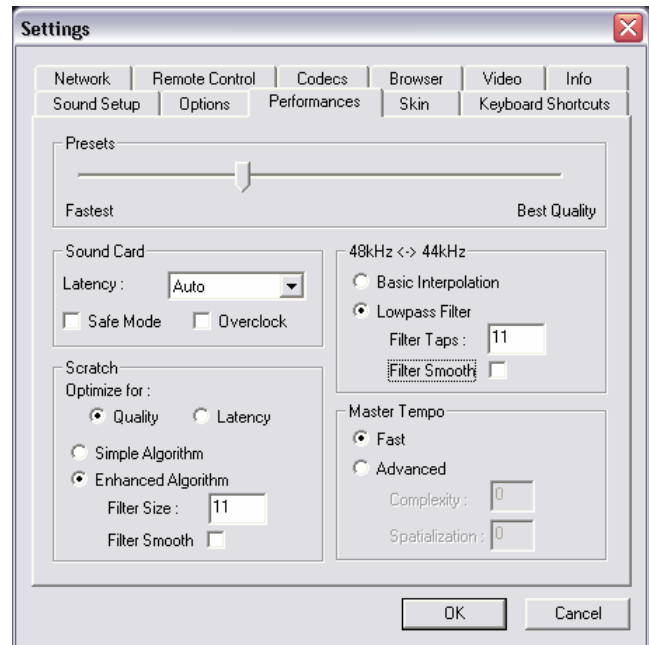 Settings
Network Remote Control Codecs Browser Video Info
Sound Setup Options Performances Skin Keyboard Shortcuts
Presets
Fastest Best Quality
Sound Card
Latency : Auto
Safe Mode Overclock
Scratch
Optimize for :
Quality Latency
Simple Algorithm
Enhanced Algorithm
Filter Size : 11
Filter Smooth
48kHz <-> 44kHz
Basic Interpolation
Lowpass Filter
Filter Taps : 11
Filter Smooth
Master Tempo
Fast
Advanced
Complexity : 0
Spatialization : 0
OK Cancel